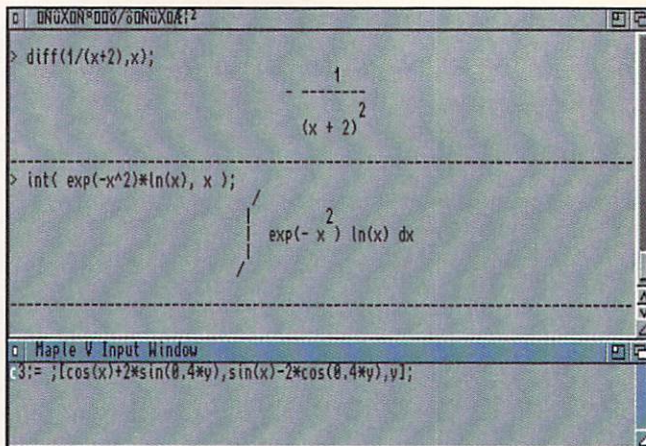 > diff(1/(x+2),x);
1
- ---------
2
(x + 2)
> int( exp(-x^2)*ln(x), x );
/
| 2
| exp(- x ) ln(x) dx
|
/
Maple V Input Window
c3:= ;[cos(x)+2*sin(0.4*y),sin(x)-2*cos(0.4*y),y];